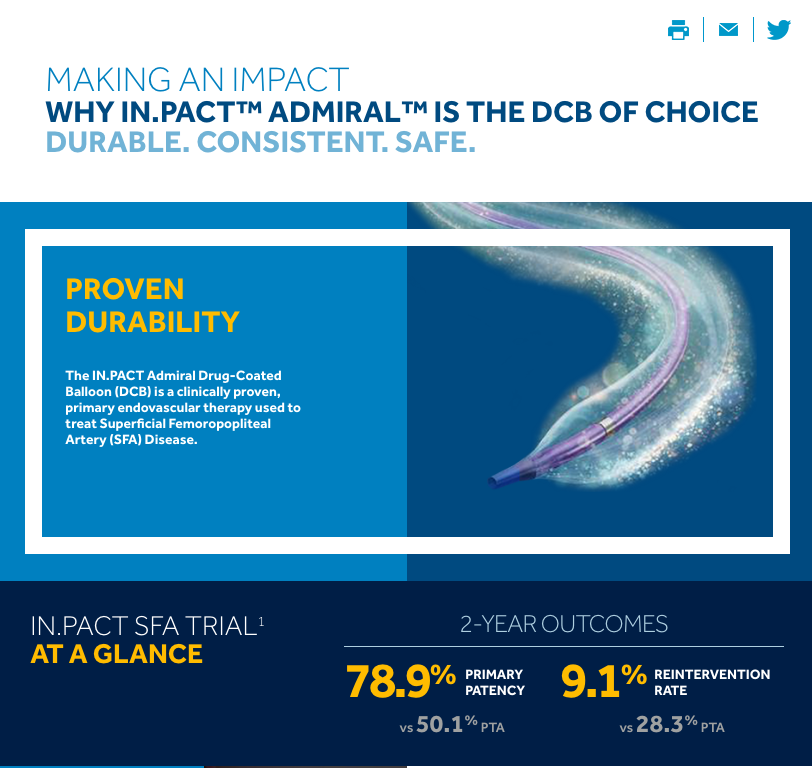 MAKING AN IMPACT
WHY IN.PACT™ ADMIRAL™ IS THE DCB OF CHOICE
DURABLE. CONSISTENT. SAFE.
PROVEN
DURABILITY
The IN.PACT Admiral Drug-Coated
Balloon (DCB) is a clinically proven,
primary endovascular therapy used to
treat Superficial Femoropopliteal
Artery (SFA) Disease.
IN.PACT SFA TRIAL¹
AT A GLANCE
2-YEAR OUTCOMES
78.9% PRIMARY
PATENCY
vs 50.1% PTA
9.1% REINTERVENTION
RATE
vs 28.3% PTA